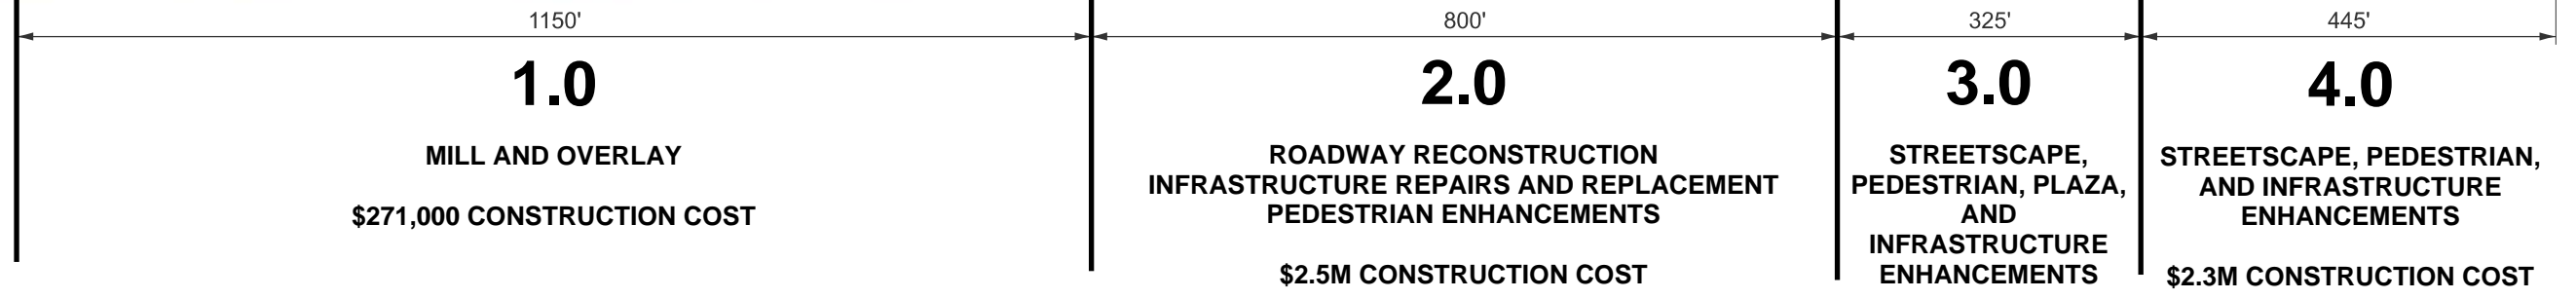 1150'
800'
325'
445'
1.0
MILL AND OVERLAY
$271,000 CONSTRUCTION COST
2.0
ROADWAY RECONSTRUCTION
INFRASTRUCTURE REPAIRS AND REPLACEMENT
PEDESTRIAN ENHANCEMENTS
$2.5M CONSTRUCTION COST
3.0
STREETSCAPE,
PEDESTRIAN, PLAZA,
AND
INFRASTRUCTURE
ENHANCEMENTS
4.0
STREETSCAPE, PEDESTRIAN,
AND INFRASTRUCTURE
ENHANCEMENTS
$2.3M CONSTRUCTION COST